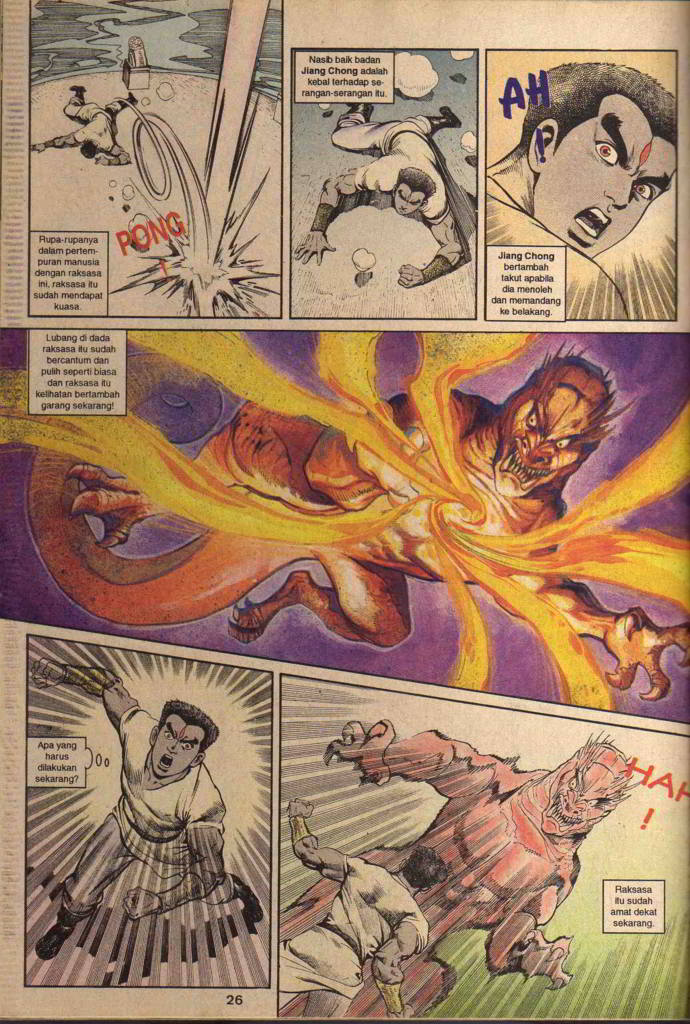 Rupa-rupanya
dalam pertem-
puran manusia
dengan raksasa
ini, raksasa itu
sudah mendapat
kuasa.
PONG
!
Nasib baik badan
Jiang Chong adalah
kebal terhadap se-
rangan-serangan itu.
AH
!
Jiang Chong
bertambah
takut apabila
dia menoleh
dan memandang
ke belakang.
Lubang di dada
raksasa itu sudah
bercantum dan
pulih seperti biasa
dan raksasa itu
kelihatan bertambah
garang sekarang!
Apa yang
harus
dilakukan
sekarang?
HAH
!
Raksasa
itu sudah
amat dekat
sekarang.
26